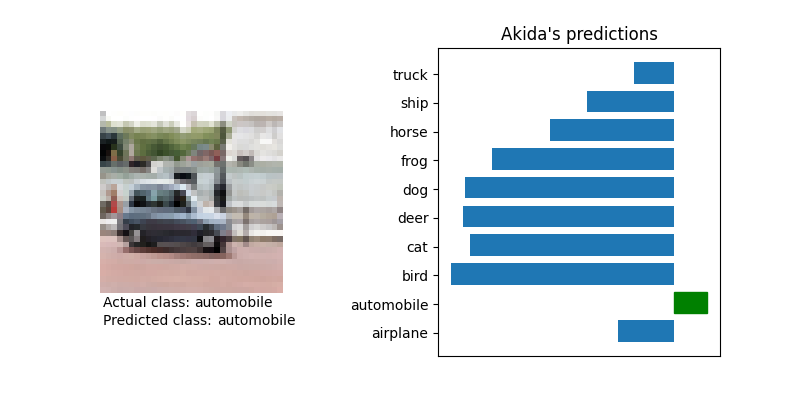 Akida's predictions
truck
ship
horse
frog
dog
deer
cat
bird
automobile
airplane
Actual class: automobile
Predicted class: automobile